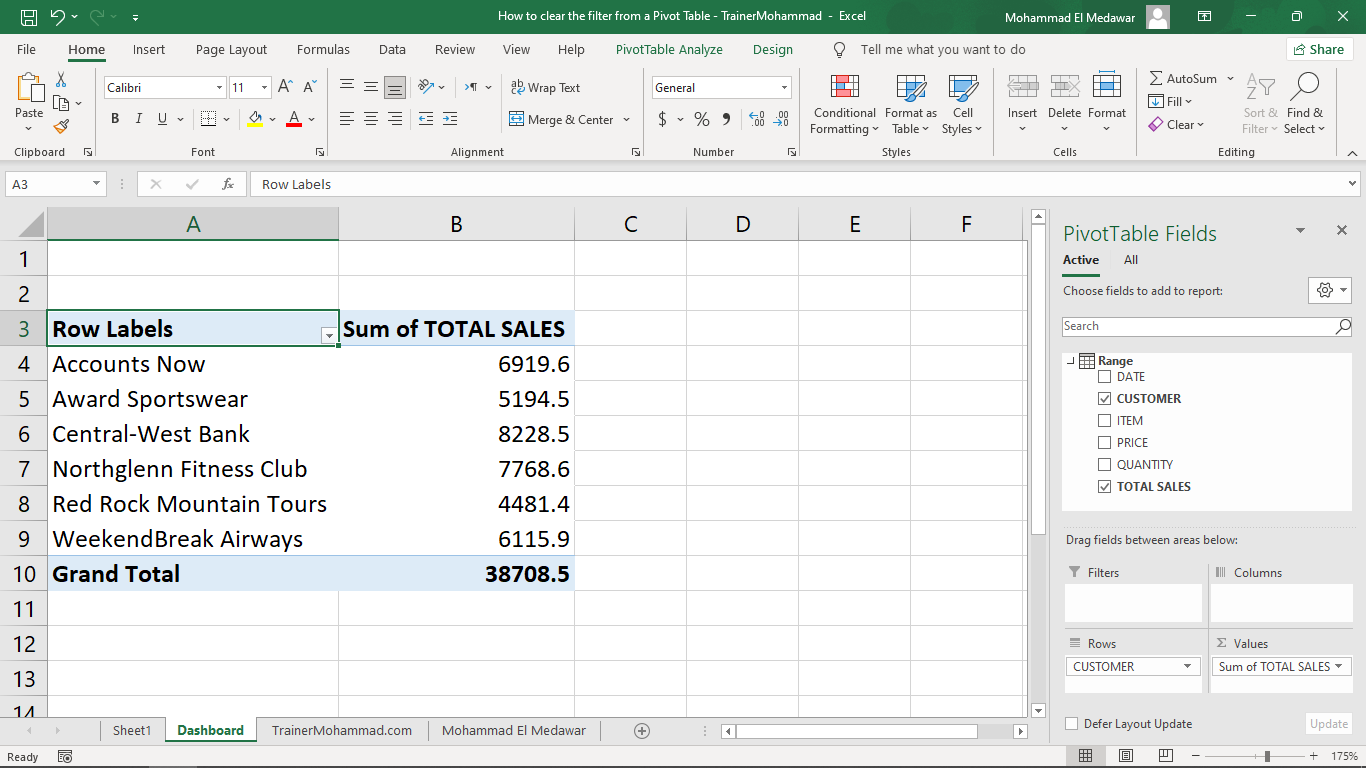 How to clear the filter from a Pivot Table - TrainerMohammad - Excel
Mohammad El Medawar
File Home Insert Page Layout Formulas Data Review View Help PivotTable Analyze Design Tell me what you want to do Share
Calibri 11 ab Wrap Text General AutoSum
Paste B I U A Merge & Center $ % Conditional Formatting Format as Table Cell Styles Insert Delete Format Fill Clear Sort & Filter Find & Select
Clipboard Font Alignment Number Styles Cells Editing
A3 fx Row Labels
A B C D E F
1
2
3 Row Labels Sum of TOTAL SALES
4 Accounts Now 6919.6
5 Award Sportswear 5194.5
6 Central-West Bank 8228.5
7 Northglenn Fitness Club 7768.6
8 Red Rock Mountain Tours 4481.4
9 WeekendBreak Airways 6115.9
10 Grand Total 38708.5
11
12
13
14
PivotTable Fields
Active All
Choose fields to add to report:
Search
Range
DATE
CUSTOMER
ITEM
PRICE
QUANTITY
TOTAL SALES
Drag fields between areas below:
Filters Columns
Rows Σ Values
CUSTOMER Sum of TOTAL SALES
Defer Layout Update Update
Sheet1 Dashboard TrainerMohammad.com Mohammad El Medawar
Ready 175%